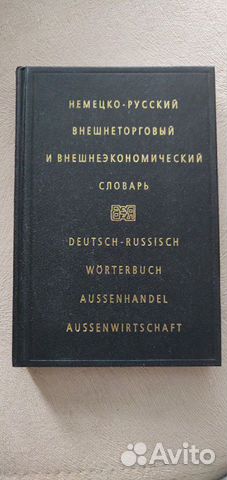 НЕМЕЦКО-РУССКИЙ
ВНЕШНЕТОРГОВЫЙ
И ВНЕШНЕЭКОНОМИЧЕСКИЙ
СЛОВАРЬ
DEUTSCH-RUSSISCH
WÖRTERBUCH
AUSSENHANDEL
AUSSENWIRTSCHAFT
Avito